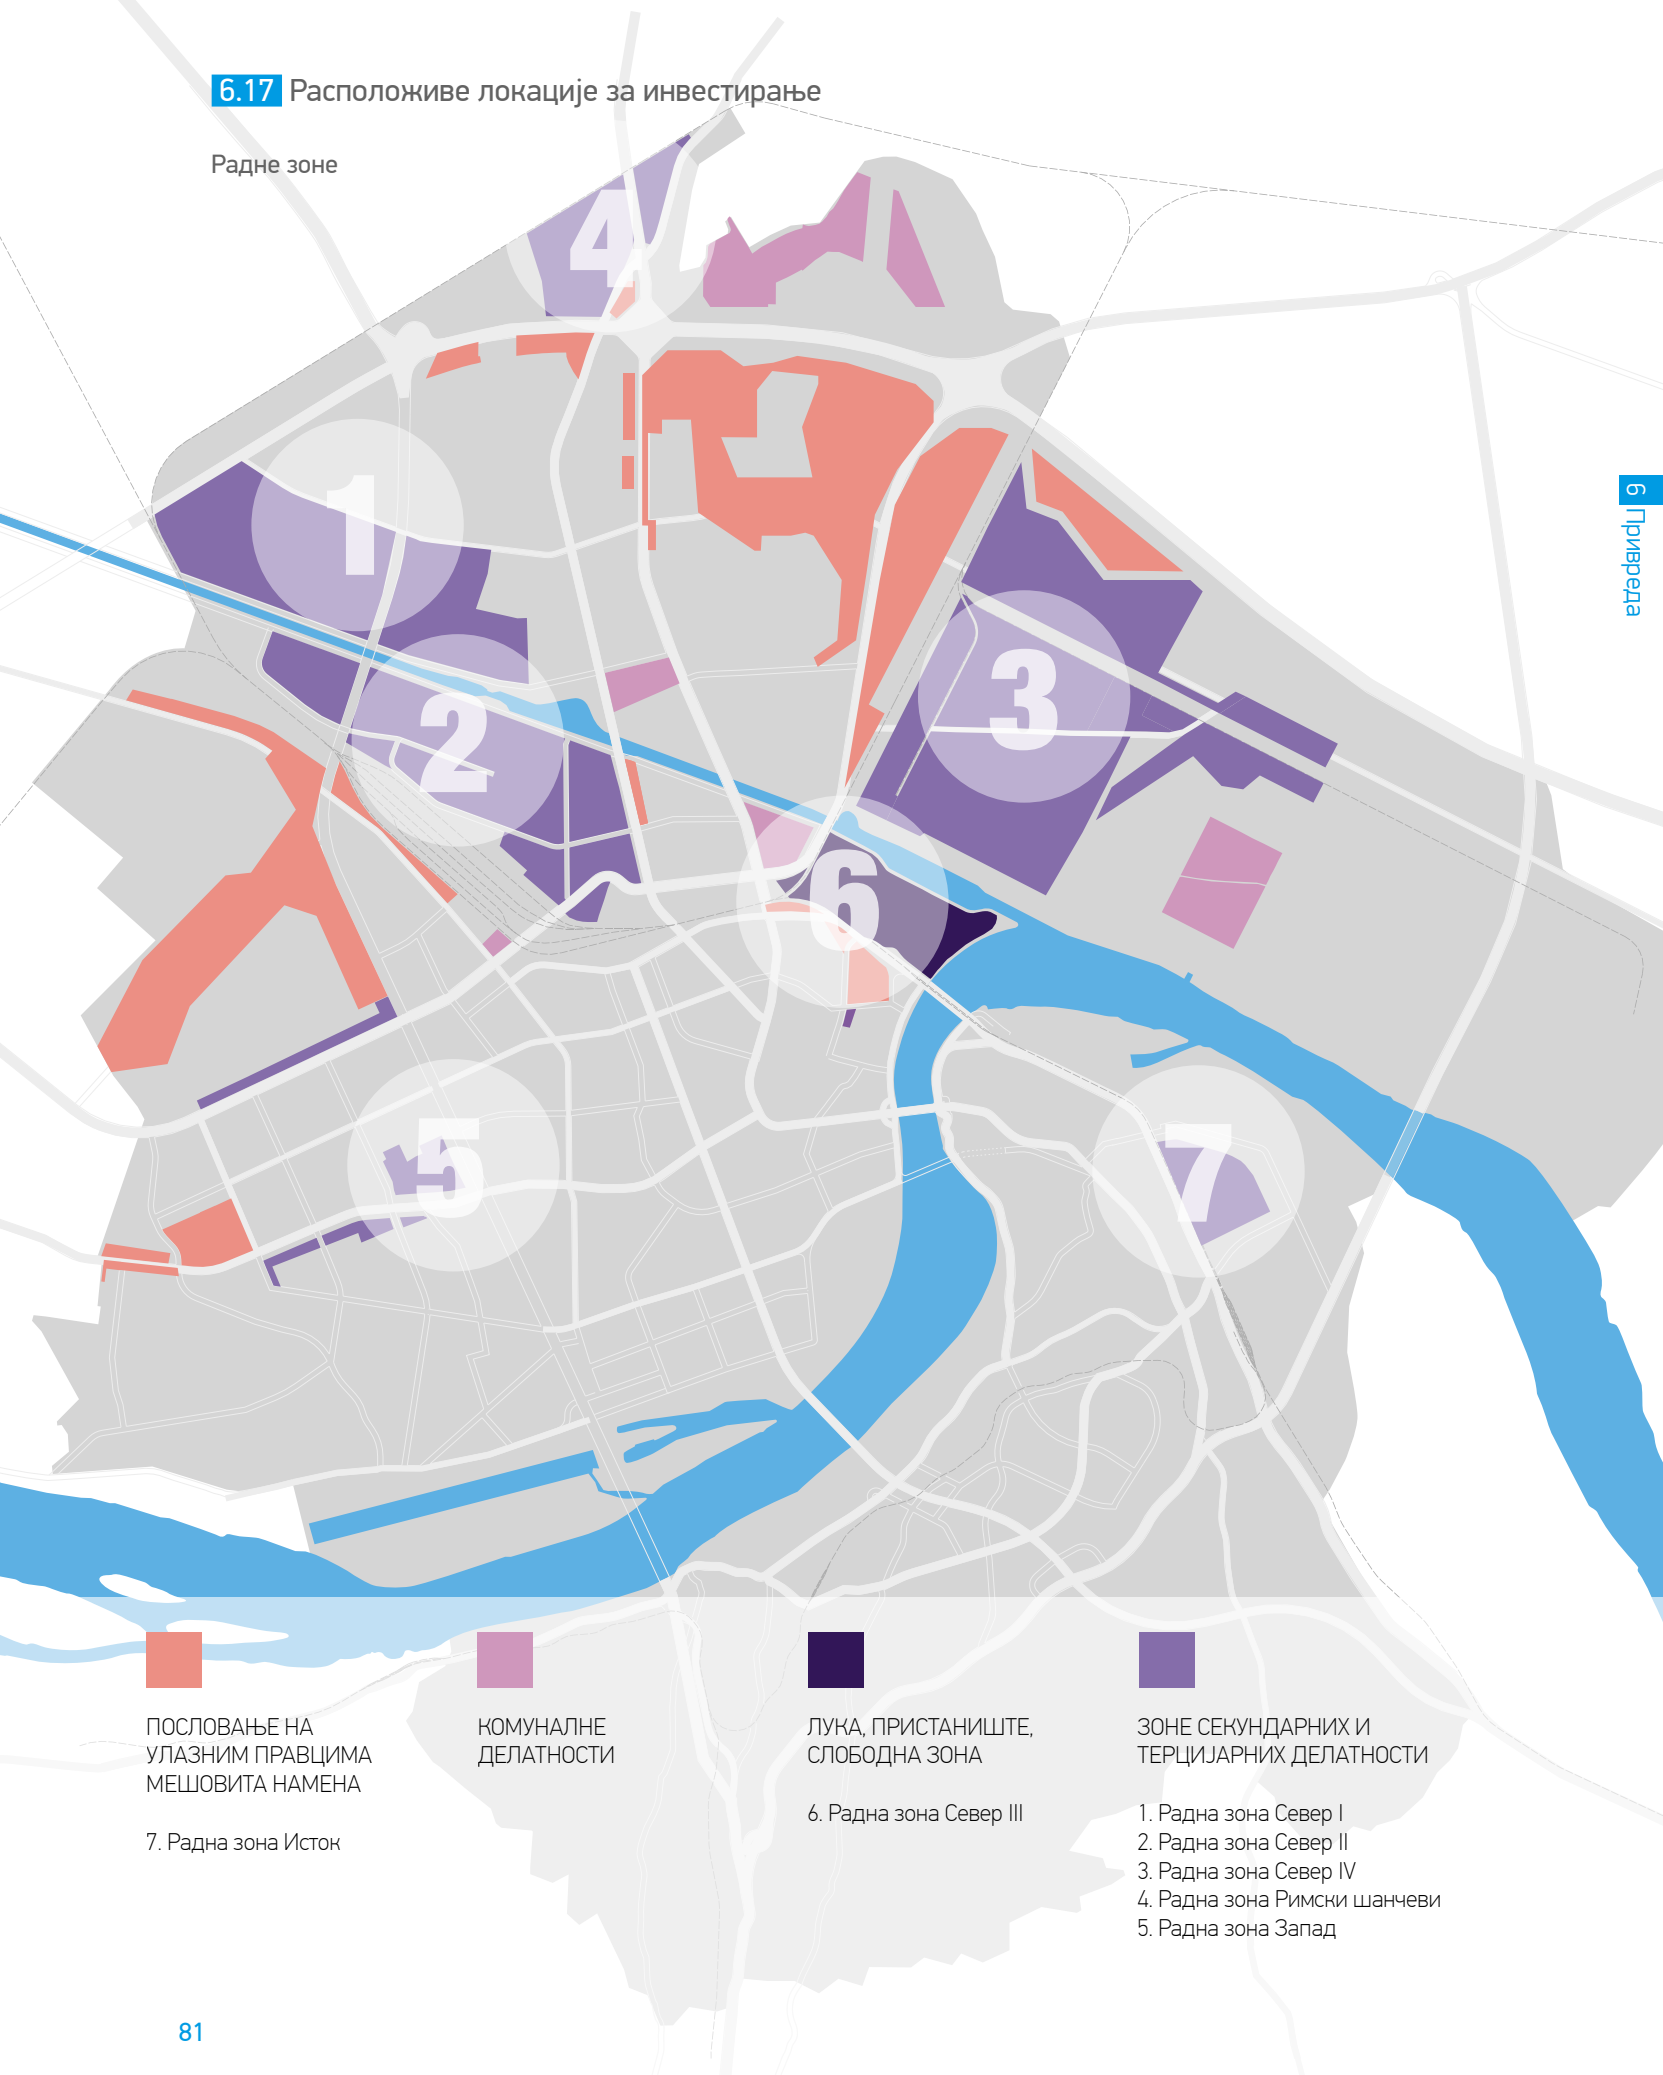 6.17 Расположиве локације за инвестирање
Радне зоне
4
1
6 Привреда
3
2
6
5
7
ПОСЛОВАЊЕ НА
УЛАЗНИМ ПРАВЦИМА
МЕШОВИТА НАМЕНА
7. Радна зона Исток
КОМУНАЛНЕ
ДЕЛАТНОСТИ
ЛУКА, ПРИСТАНИШТЕ,
СЛОБОДНА ЗОНА
6. Радна зона Север III
ЗОНЕ СЕКУНДАРНИХ И
ТЕРЦИЈАРНИХ ДЕЛАТНОСТИ
1. Радна зона Север I
2. Радна зона Север II
3. Радна зона Север IV
4. Радна зона Римски шанчеви
5. Радна зона Запад
81